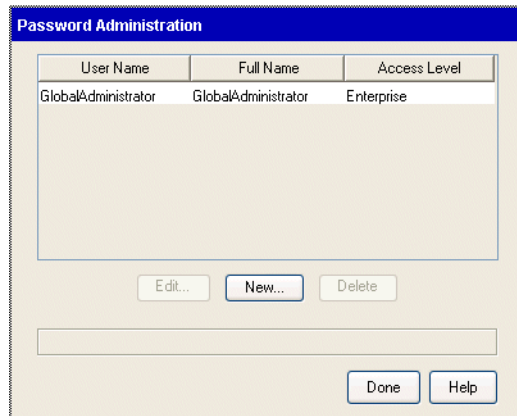 Password Administration
User Name Full Name Access Level
GlobalAdministrator GlobalAdministrator Enterprise
Edit... New... Delete
Done Help